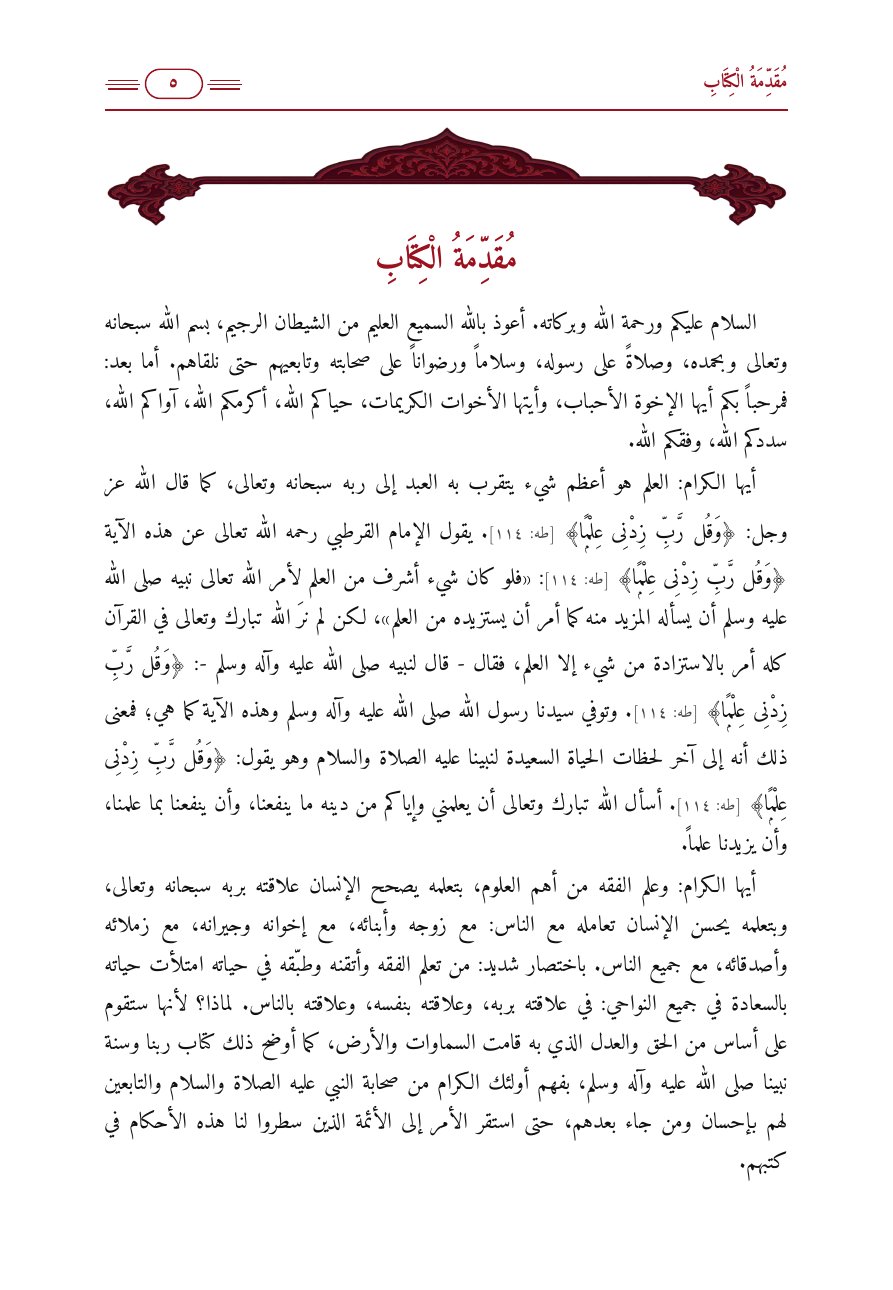 مُقَدِّمَةُ الْكِتَابِ
٥
مُقَدِّمَةُ الْكِتَابِ
السلام عليكم ورحمة الله وبركاته. أعوذ بالله السميع العليم من الشيطان الرجيم، بسم الله سبحانه
وتعالى وبحمده، وصلاةً على رسوله، وسلاماً ورضواناً على صحابته وتابعيهم حتى نلقاهم. أما بعد:
فمرحباً بكم أيها الإخوة الأحباب، وأيتها الأخوات الكريمات، حياكم الله، أكرمكم الله، آواكم الله،
سددكم الله، وفقكم الله.
أيها الكرام: العلم هو أعظم شيء يتقرب به العبد إلى ربه سبحانه وتعالى، كما قال الله عز
وجل: ﴿وَقُل رَّبِّ زِدْنِى عِلْمًا﴾ [طه: ١١٤]. يقول الإمام القرطبي رحمه الله تعالى عن هذه الآية
﴿وَقُل رَّبِّ زِدْنِى عِلْمًا﴾ [طه: ١١٤]: «فلو كان شيء أشرف من العلم لأمر الله تعالى نبيه صلى الله
عليه وسلم أن يسأله المزيد منه كما أمر أن يستزيده من العلم»، لكن لم نرَ الله تبارك وتعالى في القرآن
كله أمر بالاستزادة من شيء إلا العلم، فقال - قال لنبيه صلى الله عليه وآله وسلم -: ﴿وَقُل رَّبِّ
زِدْنِى عِلْمًا﴾ [طه: ١١٤]. وتوفي سيدنا رسول الله صلى الله عليه وآله وسلم وهذه الآية كما هي؛ فمعنى
ذلك أنه إلى آخر لحظات الحياة السعيدة لنبينا عليه الصلاة والسلام وهو يقول: ﴿وَقُل رَّبِّ زِدْنِى
عِلْمًا﴾ [طه: ١١٤]. أسأل الله تبارك وتعالى أن يعلمني وإياكم من دينه ما ينفعنا، وأن ينفعنا بما علمنا،
وأن يزيدنا علماً.
أيها الكرام: وعلم الفقه من أهم العلوم، بتعلمه يصحح الإنسان علاقته بربه سبحانه وتعالى،
وبتعلمه يحسن الإنسان تعامله مع الناس: مع زوجه وأبنائه، مع إخوانه وجيرانه، مع زملائه
وأصدقائه، مع جميع الناس. باختصار شديد: من تعلم الفقه وأتقنه وطبّقه في حياته امتلأت حياته
بالسعادة في جميع النواحي: في علاقته بربه، وعلاقته بنفسه، وعلاقته بالناس. لماذا؟ لأنها ستقوم
على أساس من الحق والعدل الذي به قامت السماوات والأرض، كما أوضح ذلك كتاب ربنا وسنة
نبينا صلى الله عليه وآله وسلم، بفهم أولئك الكرام من صحابة النبي عليه الصلاة والسلام والتابعين
لهم بإحسان ومن جاء بعدهم، حتى استقر الأمر إلى الأئمة الذين سطروا لنا هذه الأحكام في
كتبهم.